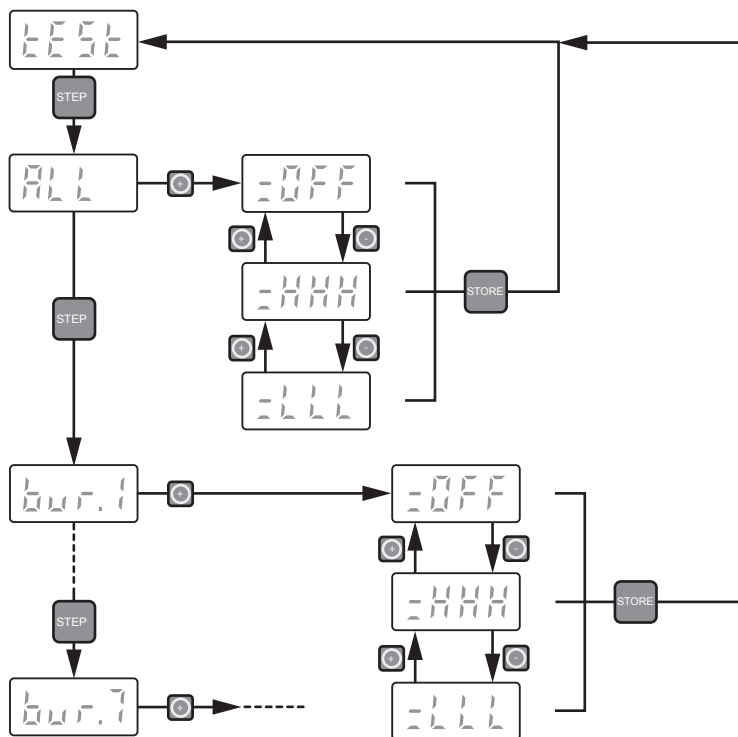 tESt
STEP
ALL
+
=OFF
+
-
STEP
=HHH
STORE
+
-
=LLL
bur.1
+
=OFF
+
-
STEP
=HHH
STORE
+
-
bur.7
+
=LLL